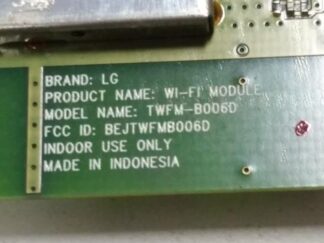 BRAND: LG
PRODUCT NAME: WI-FI MODULE
MODEL NAME: TWFM-B006D
FCC ID: BEJTWFMB006D
INDOOR USE ONLY
MADE IN INDONESIA